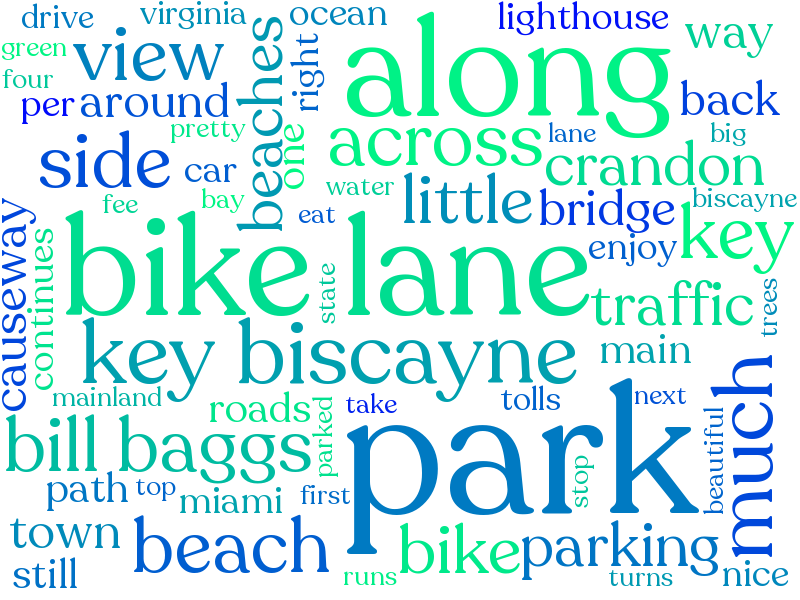 drive
virginia
ocean
lighthouse
way
green
view
beaches
right
along
four
per
around
back
pretty
one
across
lane
big
side
car
crandon
fee
bay
water
little
bridge
biscayne
eat
key
causeway
continues
bike lane
enjoy
state
traffic
trees
key biscayne
main
mainland
roads
parked
take
tolls
next
much
bill baggs
park
beautiful
path
top
miami
first
stop
town
beach
bike
parking
still
runs
turns
nice